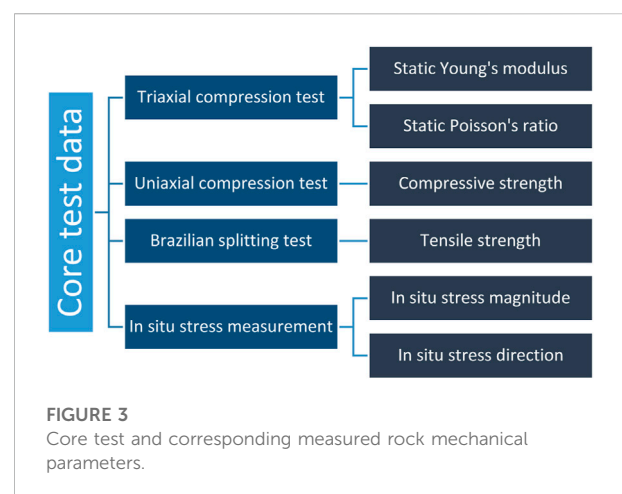 Core test data
Triaxial compression test
Static Young's modulus
Static Poisson's ratio
Uniaxial compression test
Compressive strength
Brazilian splitting test
Tensile strength
In situ stress measurement
In situ stress magnitude
In situ stress direction
FIGURE 3
Core test and corresponding measured rock mechanical
parameters.